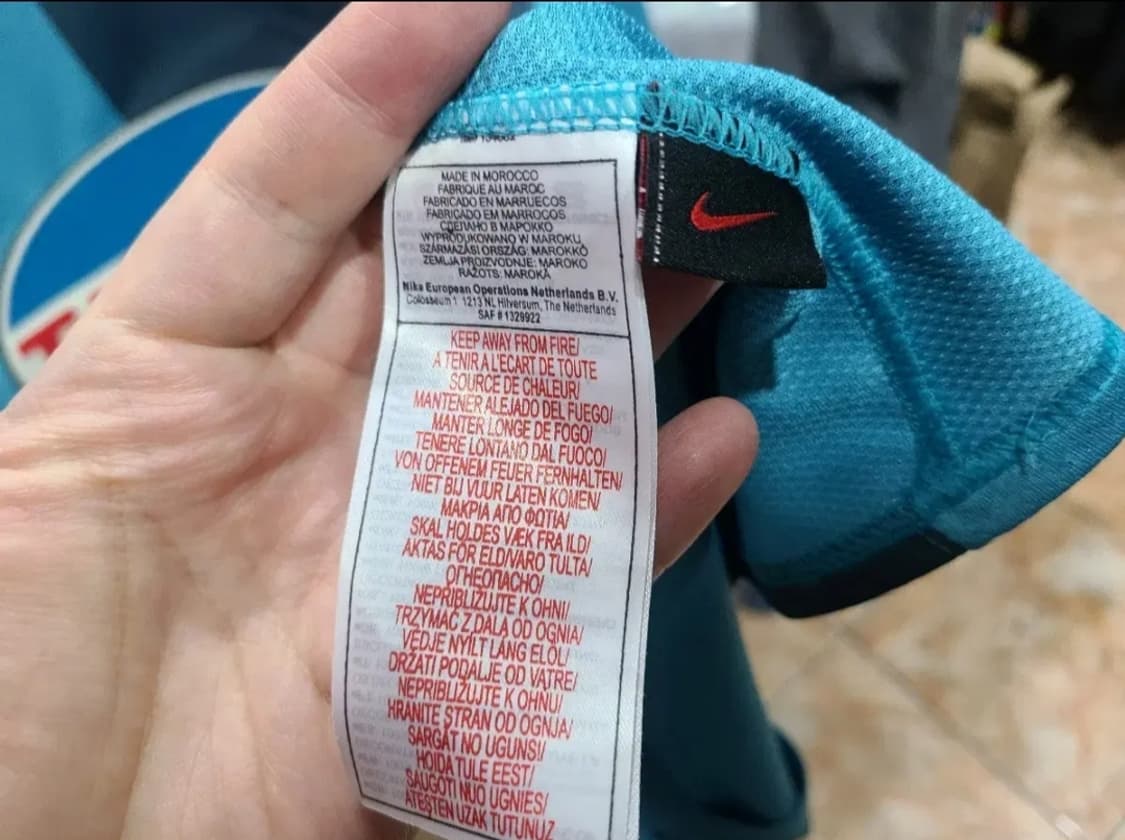 MADE IN MOROCCO
FABRIQUE AU MAROC
FABRICADO EN MARRUECOS
FABRICADO EM MARROCOS
СДЕЛАНО В МАРОККО
WYPRODUKOWANO W MAROKU
SZÁRMAZÁSI ORSZÁG: MAROKKÓ
ZEMLJA PROIZVODNJE: MAROKO
RAŽOTS: MAROKĀ
Nike European Operations Netherlands B.V.
Colosseum 1 1213 NL Hilversum, The Netherlands
SAF # 1329922
KEEP AWAY FROM FIRE/
A TENIR A L'ECART DE TOUTE
SOURCE DE CHALEUR/
MANTENER ALEJADO DEL FUEGO/
MANTER LONGE DE FOGO/
TENERE LONTANO DAL FUOCO/
VON OFFENEM FEUER FERNHALTEN/
NIET BIJ VUUR LATEN KOMEN/
ΜΑΚΡΙΑ ΑΠΟ ΦΩΤΙΑ/
SKAL HOLDES VÆK FRA ILD/
AKTAS FÖR ELD/VARO TULTA/
ОГНЕОПАСНО/
NEPRIBLIŽUJTE K OHNI/
TRZYMAĆ Z DALA OD OGNIA/
VÉDJE NYÍLT LÁNG ELŐL/
DRŽATI PODALJE OD VATRE/
NEPRIBLIŽUJTE K OHNU/
HRANITE STRAN OD OGNJA/
SARGĀT NO UGUNS!/
HOIDA TULE EEST/
SAUGOTI NUO UGNIES/
ATEŞTEN UZAK TUTUNUZ